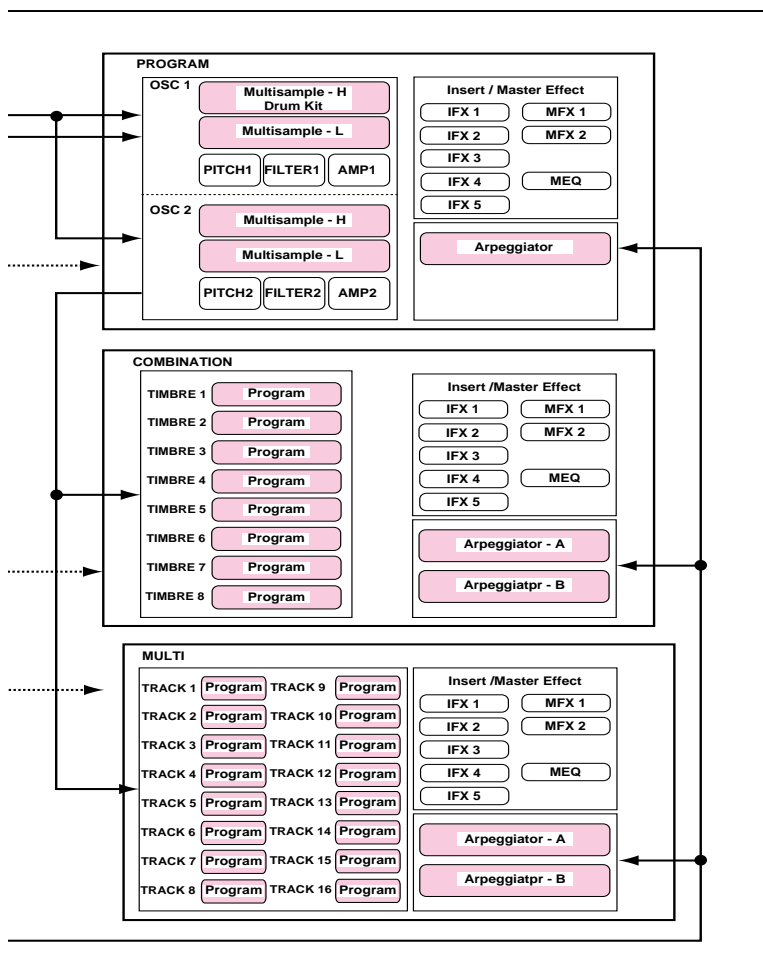 PROGRAM
OSC 1
Multisample - H
Drum Kit
Multisample - L
PITCH1 FILTER1 AMP1
OSC 2
Multisample - H
Multisample - L
PITCH2 FILTER2 AMP2
Insert / Master Effect
IFX 1 MFX 1
IFX 2 MFX 2
IFX 3
IFX 4 MEQ
IFX 5
Arpeggiator
COMBINATION
TIMBRE 1 Program
TIMBRE 2 Program
TIMBRE 3 Program
TIMBRE 4 Program
TIMBRE 5 Program
TIMBRE 6 Program
TIMBRE 7 Program
TIMBRE 8 Program
Insert /Master Effect
IFX 1 MFX 1
IFX 2 MFX 2
IFX 3
IFX 4 MEQ
IFX 5
Arpeggiator - A
Arpeggiatpr - B
MULTI
TRACK 1 Program TRACK 9 Program
TRACK 2 Program TRACK 10 Program
TRACK 3 Program TRACK 11 Program
TRACK 4 Program TRACK 12 Program
TRACK 5 Program TRACK 13 Program
TRACK 6 Program TRACK 14 Program
TRACK 7 Program TRACK 15 Program
TRACK 8 Program TRACK 16 Program
Insert /Master Effect
IFX 1 MFX 1
IFX 2 MFX 2
IFX 3
IFX 4 MEQ
IFX 5
Arpeggiator - A
Arpeggiatpr - B